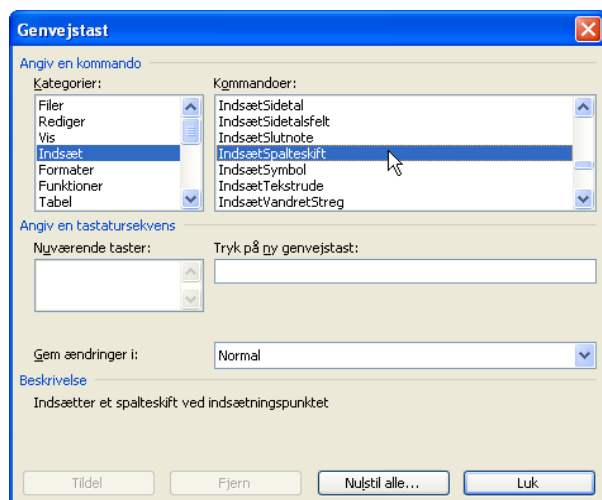 Genvejstast
Angiv en kommando
Kategorier:
Kommandoer:
Filer
Rediger
Vis
Indsæt
Formater
Funktioner
Tabel
IndsætSidetal
IndsætSidetalsfelt
IndsætSlutnote
IndsætSpalteskift
IndsætSymbol
IndsætTekstrude
IndsætVandretStreg
Angiv en tastatursekvens
Nuværende taster:
Tryk på ny genvejstast:
Gem ændringer i:
Normal
Beskrivelse
Indsætter et spalteskift ved indsætningspunktet
Tildel
Fjern
Nulstil alle...
Luk